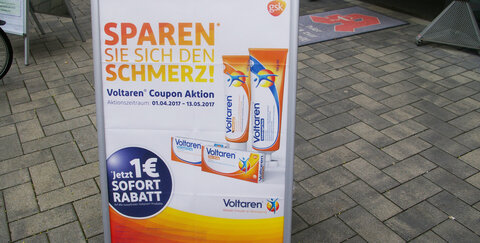 gsk
SPAREN*
SIE SICH DEN
SCHMERZ!
Voltaren® Coupon Aktion
Aktionszeitraum: 01.04.2017 – 13.05.2017
Voltaren
Voltaren
Voltaren
Voltaren
Jetzt 1€
SOFORT
RABATT
Voltaren